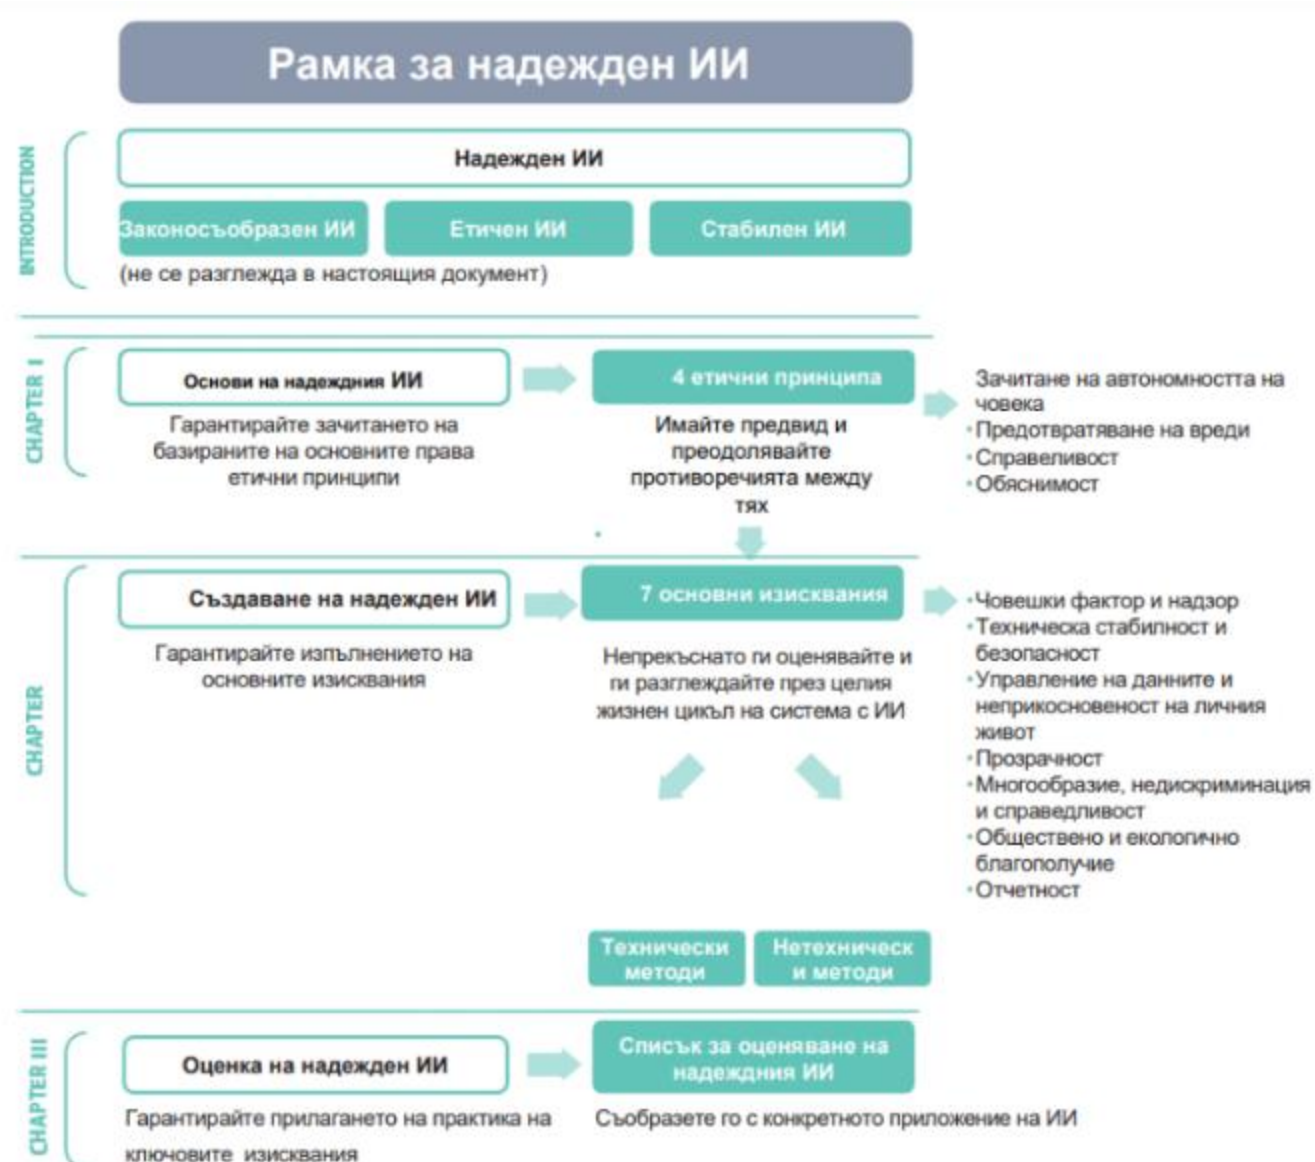 Рамка за надежден ИИ
INTRODUCTION
Надежден ИИ
Законосъобразен ИИ
Етичен ИИ
Стабилен ИИ
(не се разглежда в настоящия документ)
CHAPTER I
Основи на надеждния ИИ
Гарантирайте зачитането на
базираните на основните права
етични принципи
4 етични принципа
Имайте предвид и
преодолявайте
противоречията между
тях
Зачитане на автономността на
човека
•Предотвратяване на вреди
•Справеливост
•Обяснимост
CHAPTER
Създаване на надежден ИИ
Гарантирайте изпълнението на
основните изисквания
7 основни изисквания
Непрекъснато ги оценявайте и
ги разглеждайте през целия
жизнен цикъл на система с ИИ
•Човешки фактор и надзор
•Техническа стабилност и
безопасност
•Управление на данните и
неприкосновеност на личния
живот
•Прозрачност
•Многообразие, недискриминация
и справедливост
•Обществено и екологично
благополучие
•Отчетност
Технически
методи
Нетехническ
и методи
CHAPTER III
Оценка на надежден ИИ
Гарантирайте прилагането на практика на
ключовите изисквания
Списък за оценяване на
надеждния ИИ
Съобразете го с конкретното приложение на ИИ